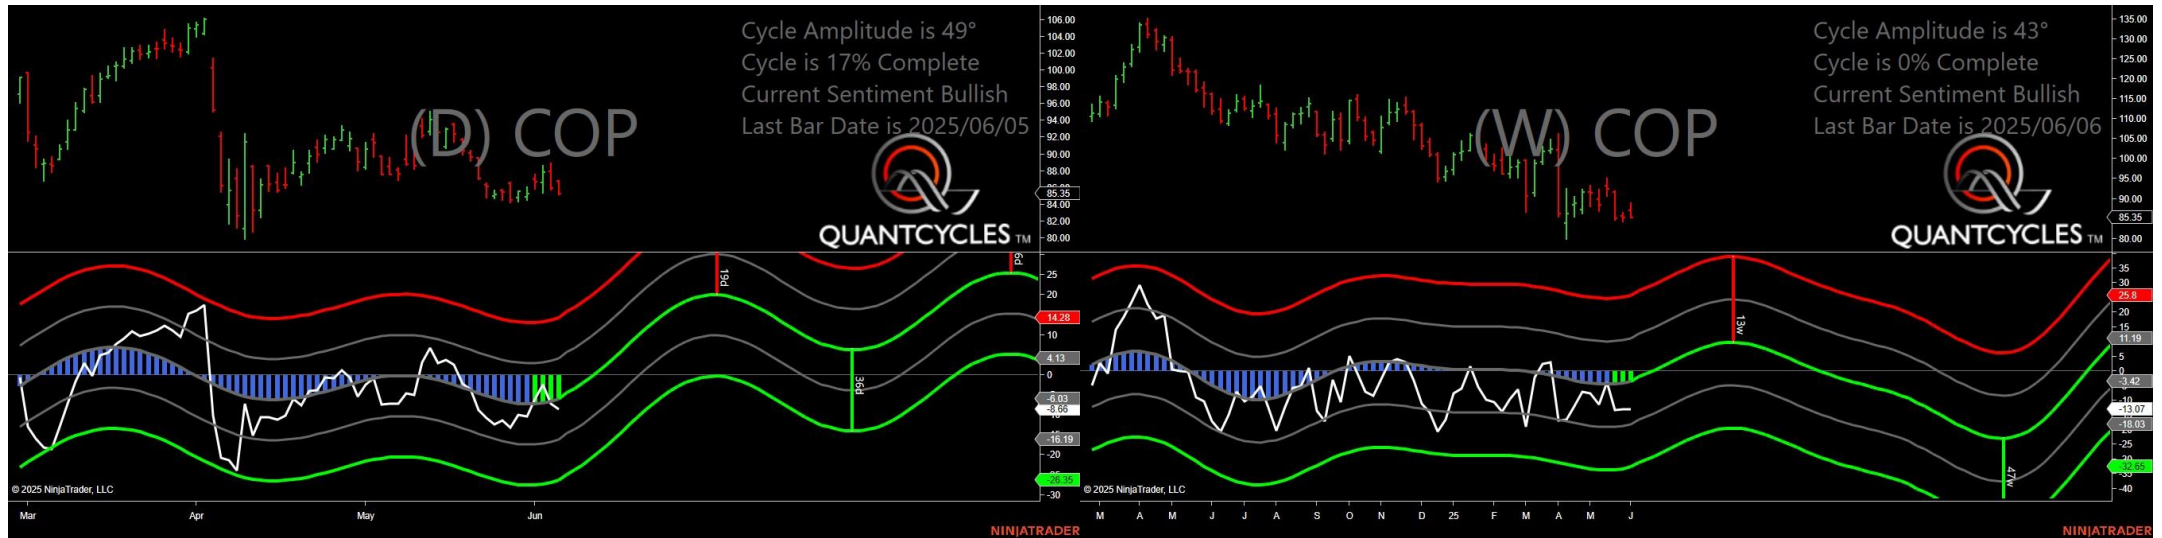 Cycle Amplitude is 49°
Cycle is 17% Complete
Current Sentiment Bullish
Last Bar Date is 2025/06/05
(D) COP
QUANTCYCLES TM
106.00
104.00
102.00
100.00
98.00
96.00
94.00
92.00
90.00
88.00
85.35
84.00
82.00
80.00
19d
36d
25
20
14.28
10
4.13
0
-6.03
-8.66
-16.19
-20
-26.35
-30
© 2025 NinjaTrader, LLC
Mar
Apr
May
Jun
NINJATRADER
Cycle Amplitude is 43°
Cycle is 0% Complete
Current Sentiment Bullish
Last Bar Date is 2025/06/06
(W) COP
QUANTCYCLES TM
135.00
130.00
125.00
120.00
115.00
110.00
105.00
100.00
95.00
90.00
85.35
80.00
13w
47w
35
25.8
20
15
11.19
5
0
-3.42
-13.07
-18.03
-25
-32.65
-40
© 2025 NinjaTrader, LLC
M
A
M
J
J
A
S
O
N
D
25
F
M
A
M
J
NINJATRADER